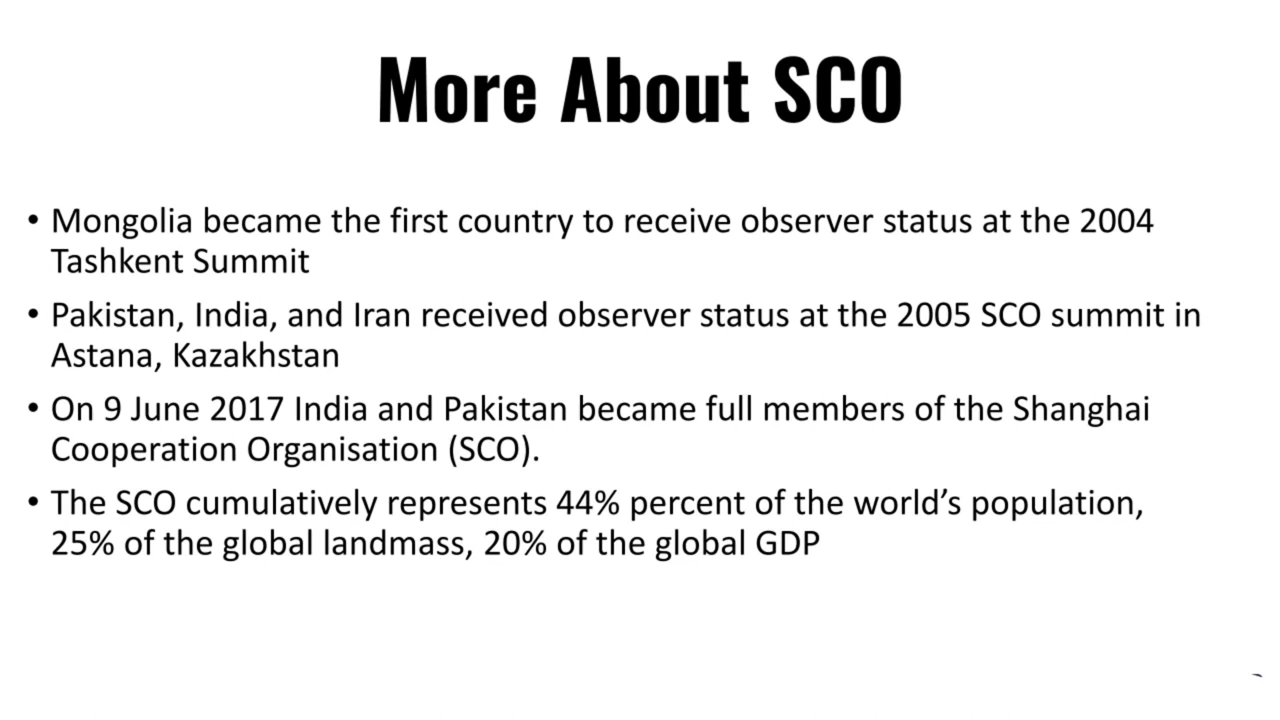 More About SCO
• Mongolia became the first country to receive observer status at the 2004
Tashkent Summit
• Pakistan, India, and Iran received observer status at the 2005 SCO summit in
Astana, Kazakhstan
• On 9 June 2017 India and Pakistan became full members of the Shanghai
Cooperation Organisation (SCO).
• The SCO cumulatively represents 44% percent of the world’s population,
25% of the global landmass, 20% of the global GDP